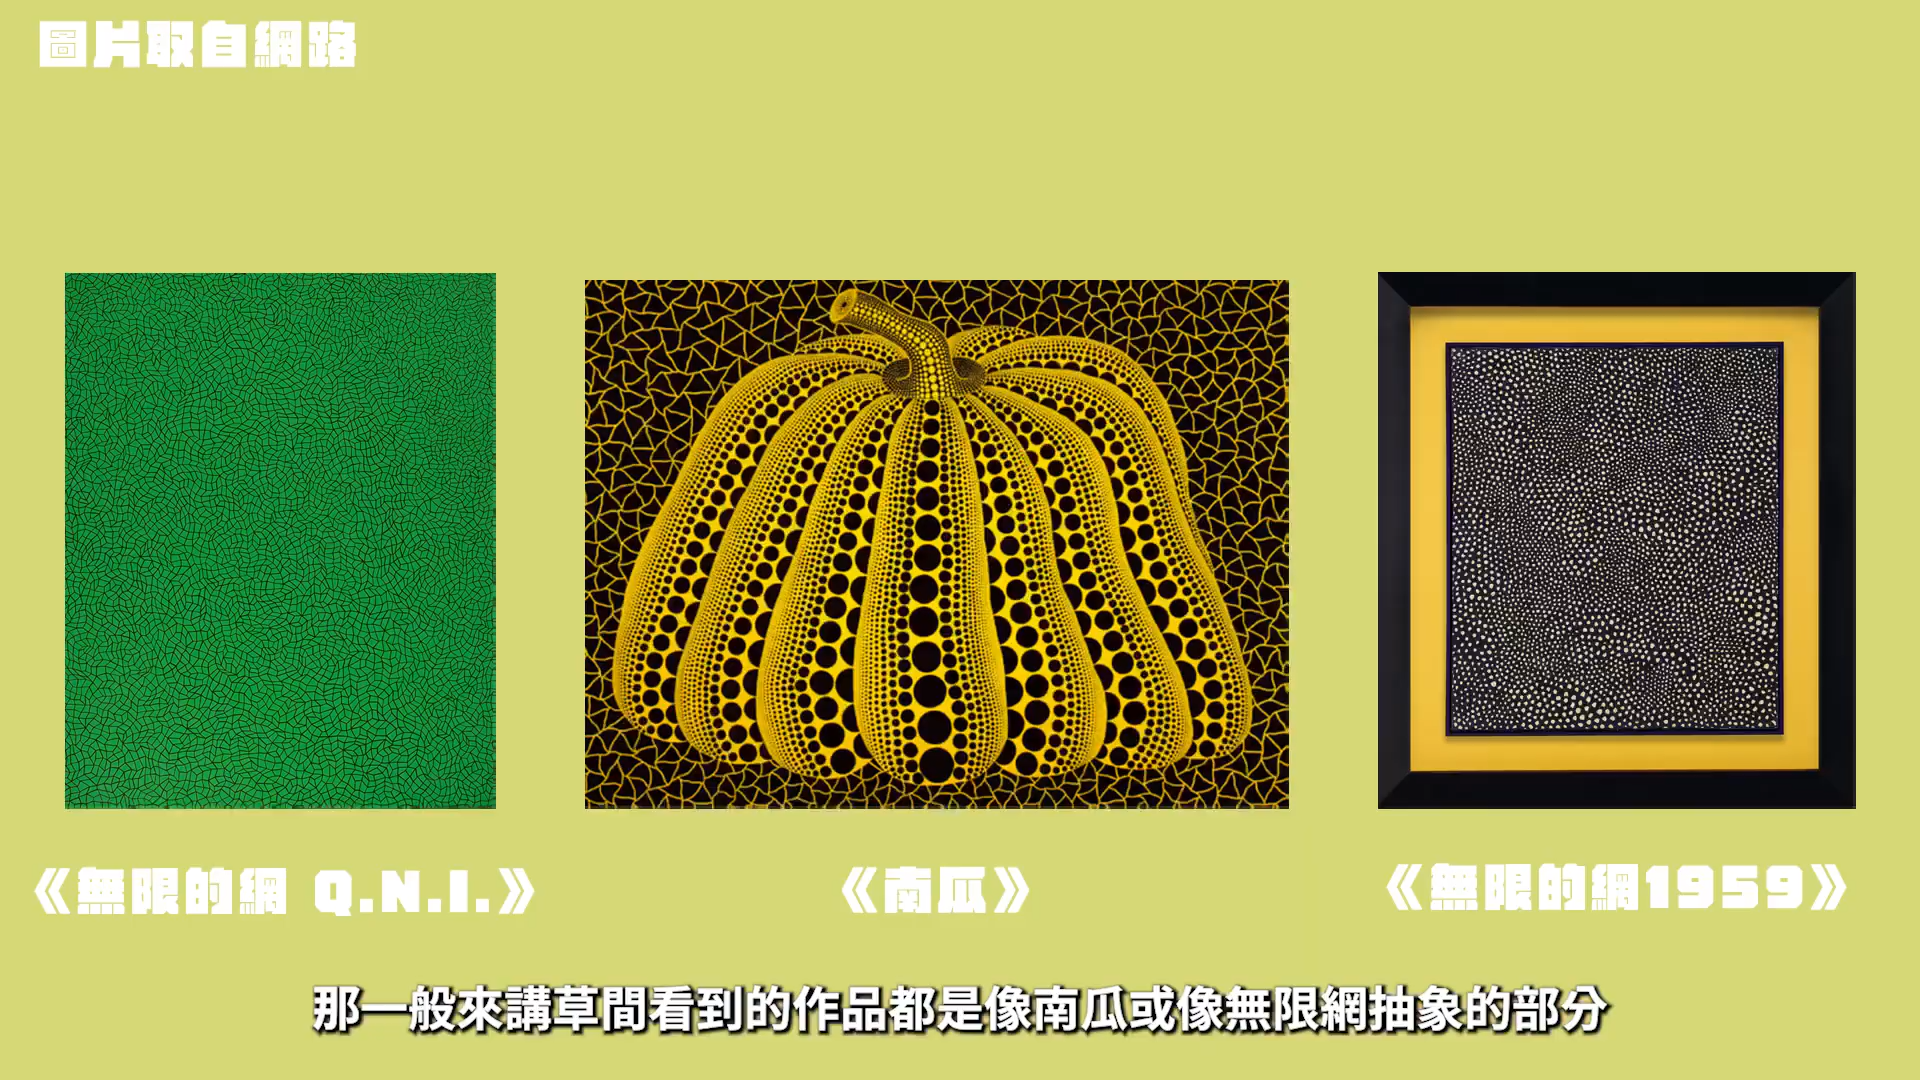 圖片取自網路
《無限的網 Q.N.I.》
《南瓜》
《無限的網1959》
那一般來講草間看到的作品都是像南瓜或像無限網抽象的部分